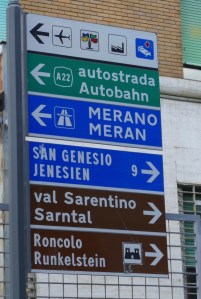 A22 autostrada
Autobahn
MERANO
MERAN
SAN GENESIO
JENESIEN 9
val Sarentino
Sarntal
Roncolo
Runkelstein